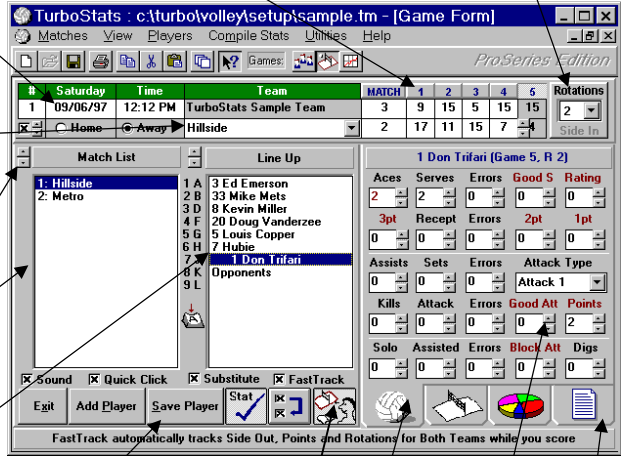 TurboStats : c:\turbo\volley\setup\sample.tm - [Game Form]
Matches View Players Compile Stats Utilities Help
Games: ProSeries Edition
# Saturday Time Team MATCH 1 2 3 4 5 Rotations
1 09/06/97 12:12 PM TurboStats Sample Team 3 9 15 5 15 15 2
Home Away Hillside 2 17 11 15 7 4 Side In
Match List Line Up 1 Don Trifari (Game 5, R 2)
1: Hillside
2: Metro
1 A 3 Ed Emerson
2 B 33 Mike Mets
3 D 8 Kevin Miller
4 F 20 Doug Vanderzee
5 G 5 Louis Copper
6 H 7 Hubie
7 1 Don Trifari
8 K Opponents
9 L
Aces Serves Errors Good S Rating
2 2 0 0 0
3pt Recept Errors 2pt 1pt
0 0 0 0 0
Assists Sets Errors Attack Type
0 0 0 Attack 1
Kills Attack Errors Good Att Points
0 0 0 0 2
Solo Assisted Errors Block Att Digs
0 0 0 0 0
Sound Quick Click Substitute FastTrack
Exit Add Player Save Player Stat
FastTrack automatically tracks Side Out, Points and Rotations for Both Teams while you score